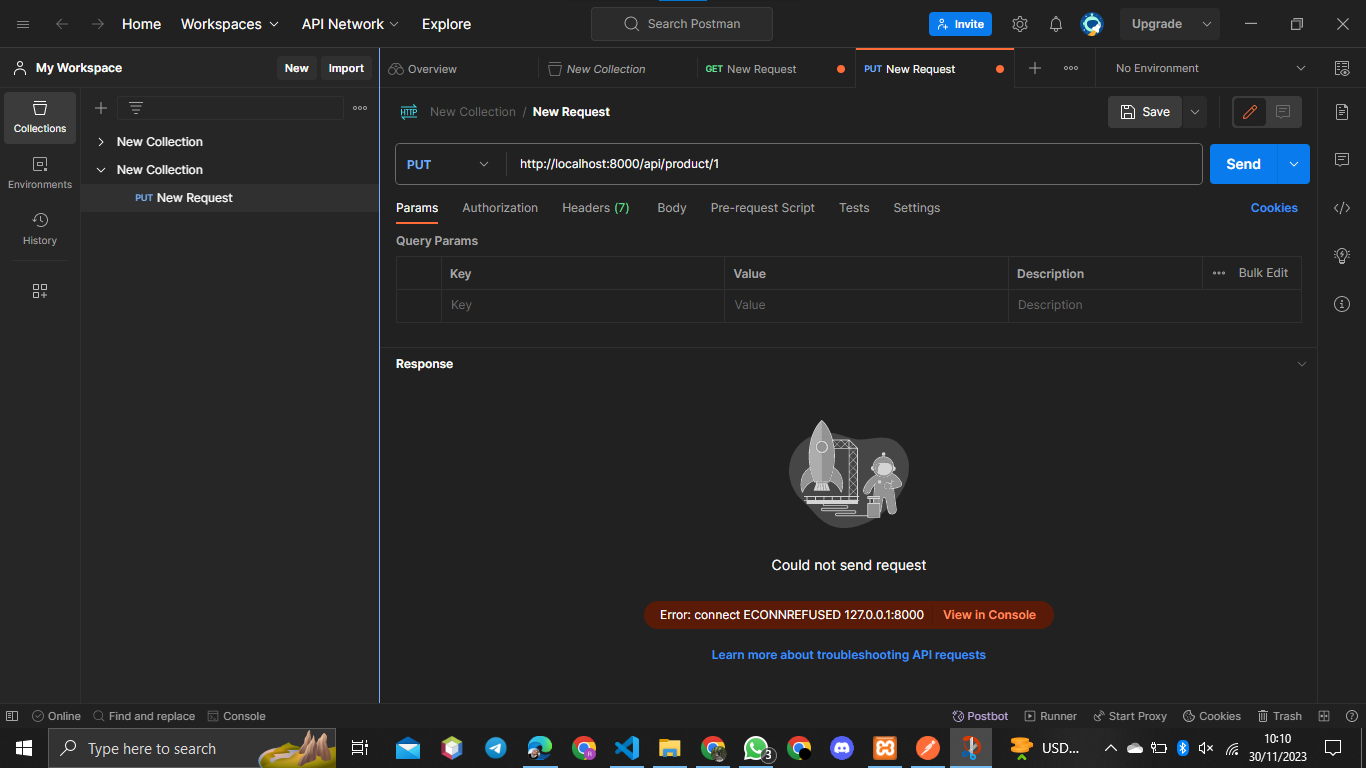 Home Workspaces API Network Explore Search Postman Invite Upgrade
My Workspace New Import
Overview New Collection GET New Request PUT New Request No Environment
Collections
Environments
History
New Collection
New Collection
PUT New Request
HTTP New Collection / New Request Save
PUT http://localhost:8000/api/product/1 Send
Params Authorization Headers (7) Body Pre-request Script Tests Settings Cookies
Query Params
Key Value Description Bulk Edit
Key Value Description
Response
Could not send request
Error: connect ECONNREFUSED 127.0.0.1:8000 View in Console
Learn more about troubleshooting API requests
Online Find and replace Console Postbot Runner Start Proxy Cookies Trash
Type here to search 3 USD... 10:10
30/11/2023